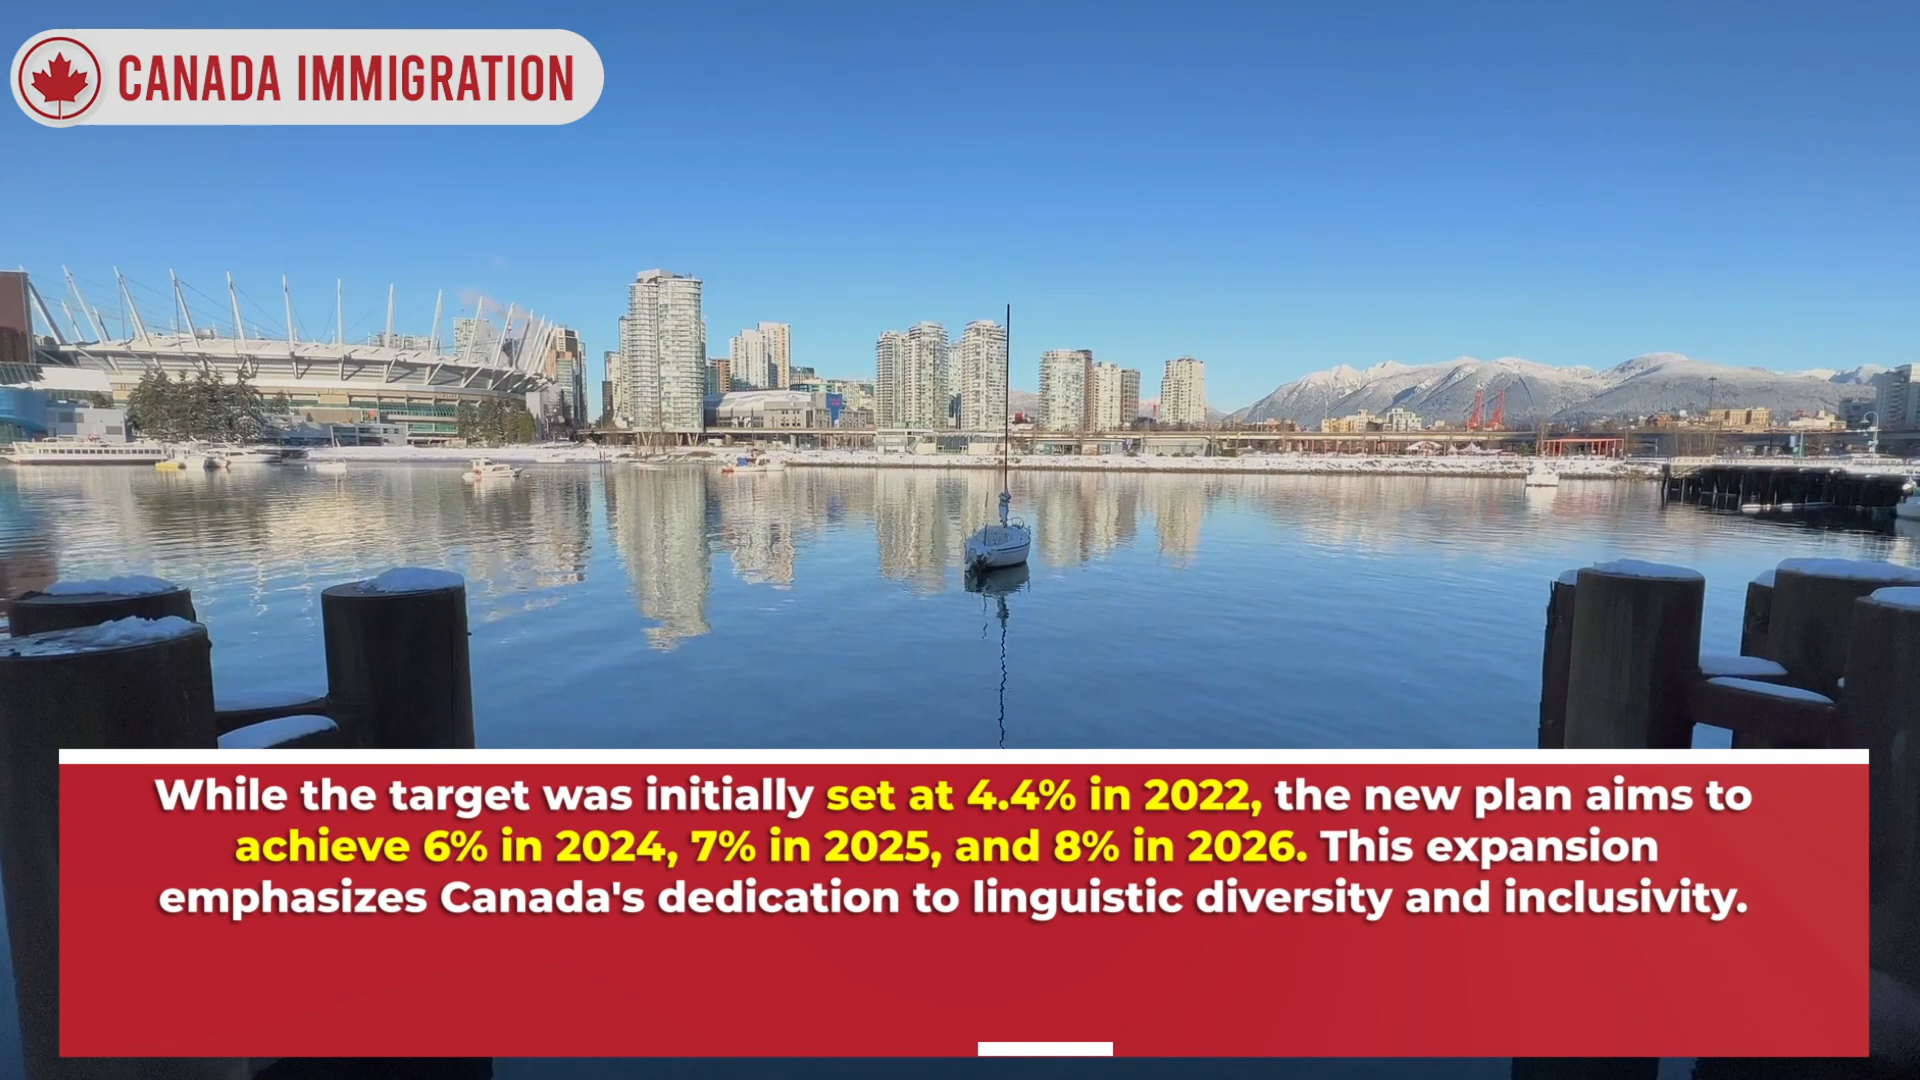 CANADA IMMIGRATION
While the target was initially set at 4.4% in 2022, the new plan aims to
achieve 6% in 2024, 7% in 2025, and 8% in 2026. This expansion
emphasizes Canada's dedication to linguistic diversity and inclusivity.